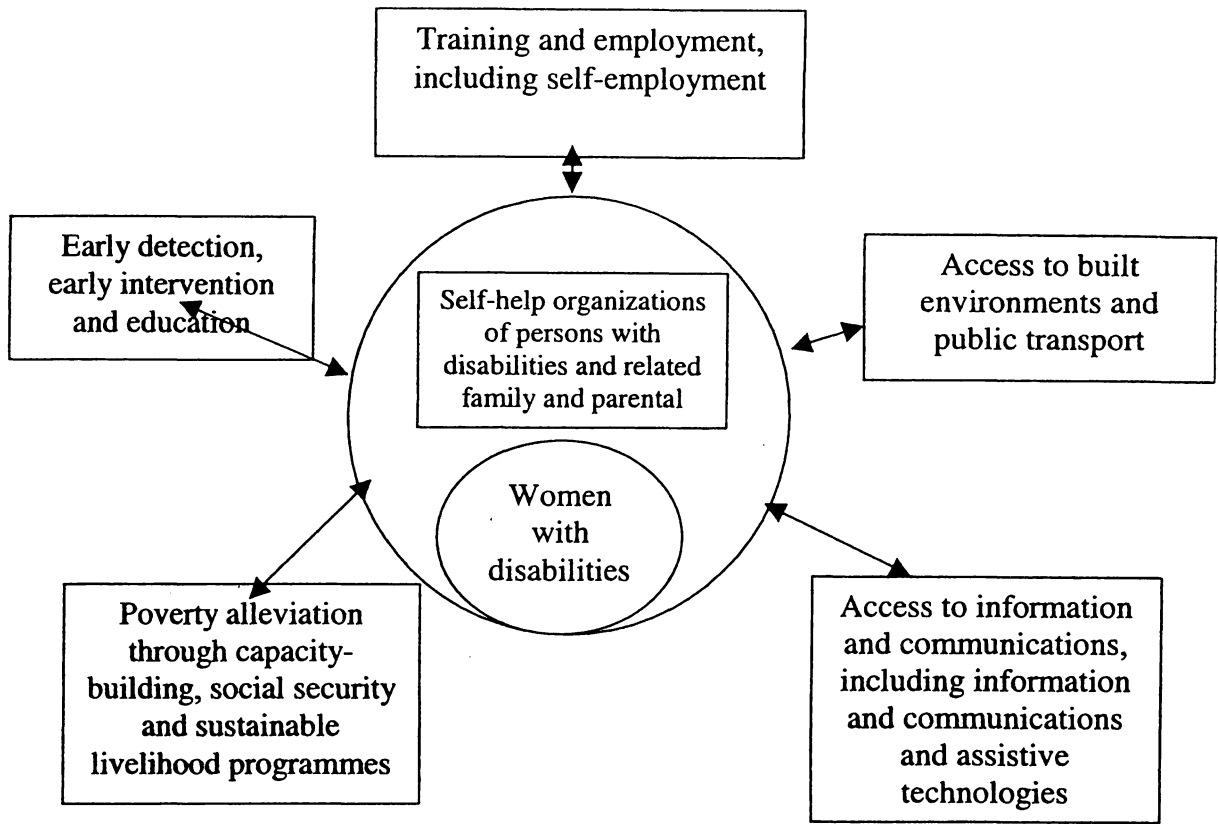 Training and employment,
including self-employment
Early detection,
early intervention
and education
Self-help organizations
of persons with
disabilities and related
family and parental
Access to built
environments and
public transport
Women
with
disabilities
Poverty alleviation
through capacity-
building, social security
and sustainable
livelihood programmes
Access to information
and communications,
including information
and communications
and assistive
technologies